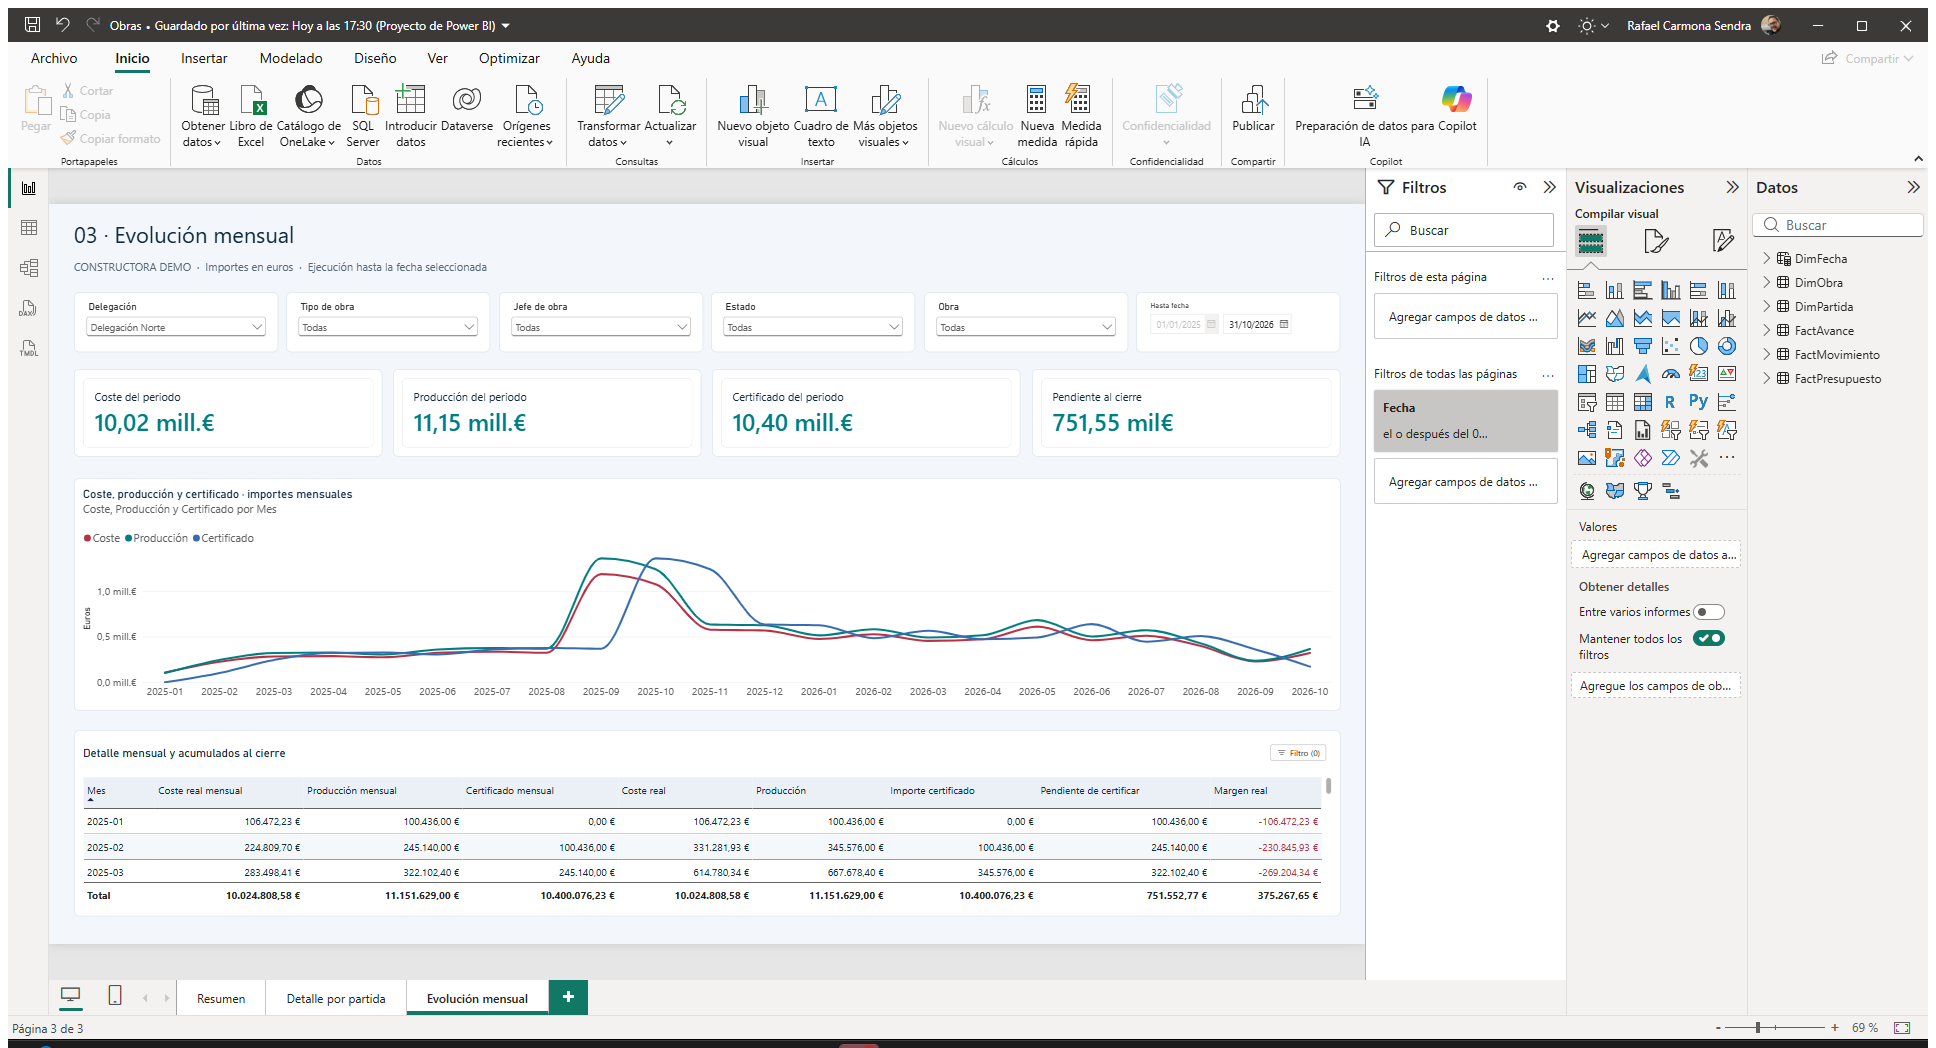 Obras • Guardado por última vez: Hoy a las 17:30 (Proyecto de Power BI)
Rafael Carmona Sendra
Archivo Inicio Insertar Modelado Diseño Ver Optimizar Ayuda
Compartir
Pegar
Cortar
Copia
Copiar formato
Portapapeles
Obtener datos
Libro de Excel
Catálogo de OneLake
SQL Server
Introducir datos
Dataverse
Orígenes recientes
Datos
Transformar datos
Actualizar
Consultas
Nuevo objeto visual
Cuadro de texto
Más objetos visuales
Insertar
Nuevo cálculo visual
Nueva medida
Medida rápida
Cálculos
Confidencialidad
Confidencialidad
Publicar
Compartir
Preparación de datos para IA
Copilot
Copilot
DAX
TMDL
03 · Evolución mensual
CONSTRUCTORA DEMO · Importes en euros · Ejecución hasta la fecha seleccionada
Delegación
Delegación Norte
Tipo de obra
Todas
Jefe de obra
Todas
Estado
Todas
Obra
Todas
Hasta fecha
01/01/2025 31/10/2026
Coste del periodo
10,02 mill.€
Producción del periodo
11,15 mill.€
Certificado del periodo
10,40 mill.€
Pendiente al cierre
751,55 mil€
Coste, producción y certificado · importes mensuales
Coste, Producción y Certificado por Mes
Coste Producción Certificado
Euros
1,0 mill.€
0,5 mill.€
0,0 mill.€
2025-01 2025-02 2025-03 2025-04 2025-05 2025-06 2025-07 2025-08 2025-09 2025-10 2025-11 2025-12 2026-01 2026-02 2026-03 2026-04 2026-05 2026-06 2026-07 2026-08 2026-09 2026-10
Detalle mensual y acumulados al cierre
Filtro (0)
Mes Coste real mensual Producción mensual Certificado mensual Coste real Producción Importe certificado Pendiente de certificar Margen real
2025-01 106.472,23 € 100.436,00 € 0,00 € 106.472,23 € 100.436,00 € 0,00 € 100.436,00 € -106.472,23 €
2025-02 224.809,70 € 245.140,00 € 100.436,00 € 331.281,93 € 345.576,00 € 100.436,00 € 245.140,00 € -230.845,93 €
2025-03 283.498,41 € 322.102,40 € 245.140,00 € 614.780,34 € 667.678,40 € 345.576,00 € 322.102,40 € -269.204,34 €
Total 10.024.808,58 € 11.151.629,00 € 10.400.076,23 € 10.024.808,58 € 11.151.629,00 € 10.400.076,23 € 751.552,77 € 375.267,65 €
Filtros
Buscar
Filtros de esta página ...
Agregar campos de datos ...
Filtros de todas las páginas ...
Fecha
el o después del 0...
Agregar campos de datos ...
Visualizaciones
Compilar visual
123
R
Py
...
Valores
Agregar campos de datos a...
Obtener detalles
Entre varios informes
Mantener todos los filtros
Agregue los campos de ob...
Datos
Buscar
DimFecha
DimObra
DimPartida
FactAvance
FactMovimiento
FactPresupuesto
Resumen
Detalle por partida
Evolución mensual
+
Página 3 de 3
- + 69 %